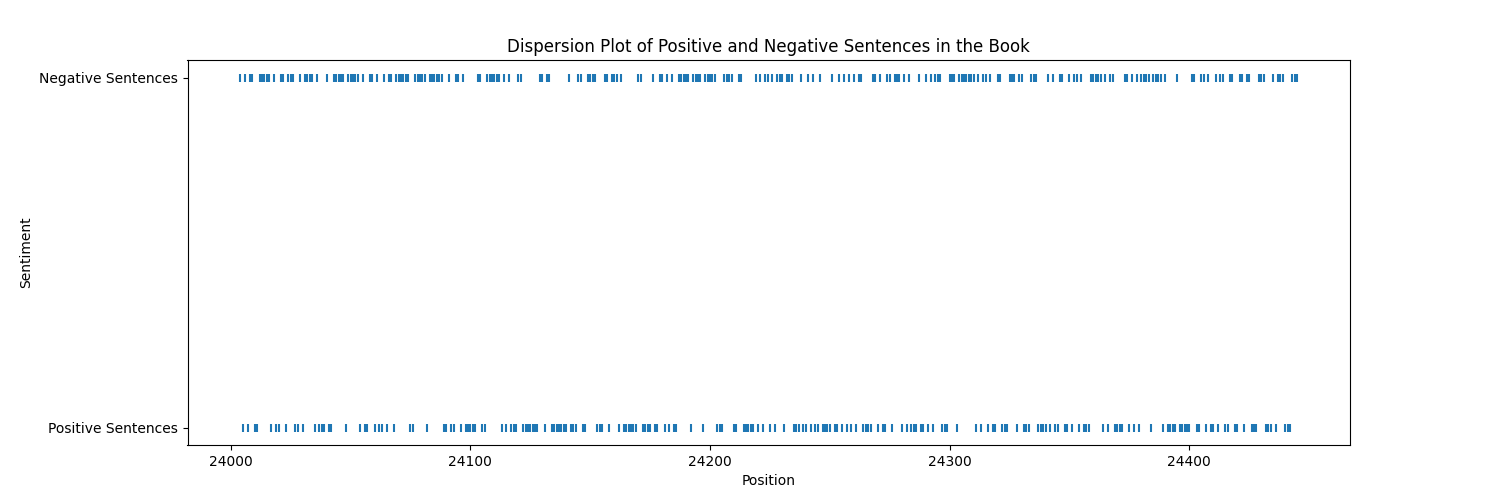 Dispersion Plot of Positive and Negative Sentences in the Book
Negative Sentences
Sentiment
Positive Sentences
24000 24100 24200 24300 24400
Position